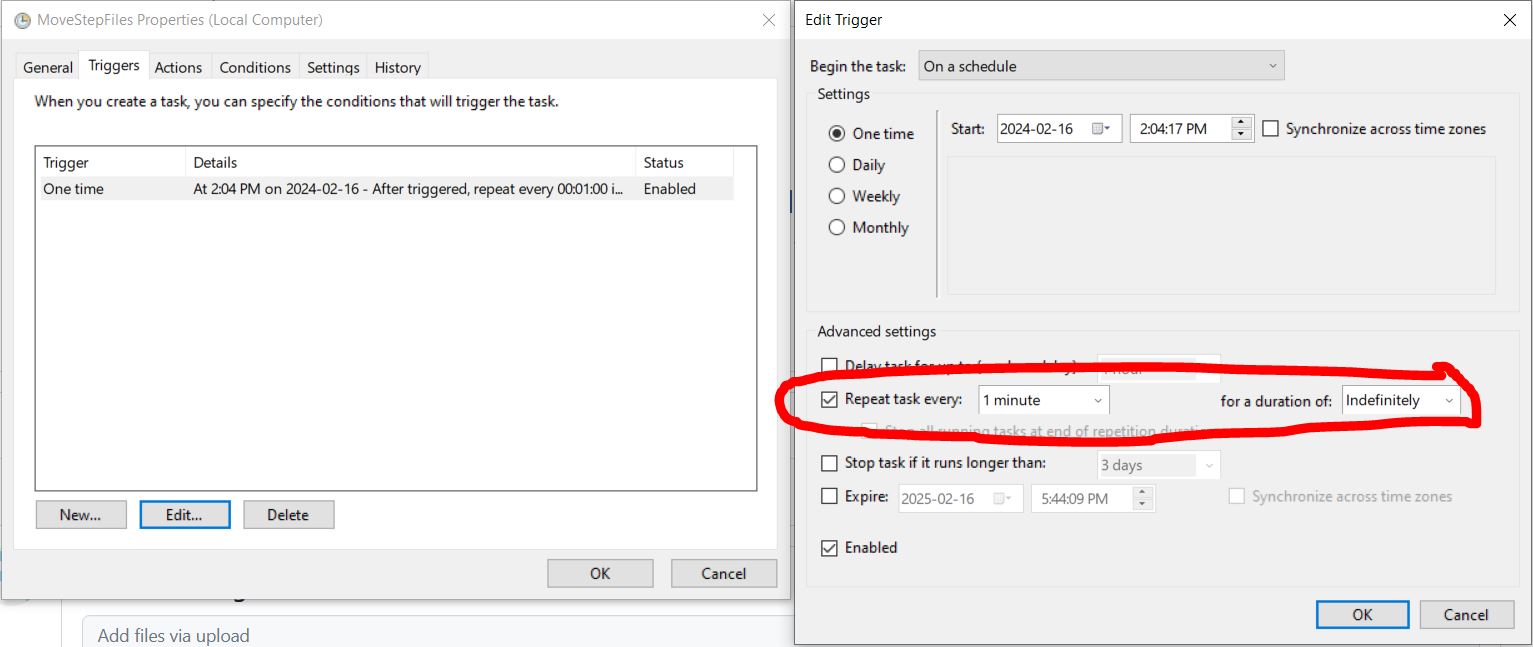 MoveStepFiles Properties (Local Computer)
General Triggers Actions Conditions Settings History
When you create a task, you can specify the conditions that will trigger the task.
Trigger Details Status
One time At 2:04 PM on 2024-02-16 - After triggered, repeat every 00:01:00 i... Enabled
New... Edit... Delete
OK Cancel
Add files via upload
Edit Trigger
Begin the task: On a schedule
Settings
One time
Daily
Weekly
Monthly
Start: 2024-02-16 2:04:17 PM Synchronize across time zones
Advanced settings
Delay task for up to
Repeat task every: 1 minute for a duration of: Indefinitely
Stop all running tasks at end of repetition duration
Stop task if it runs longer than: 3 days
Expire: 2025-02-16 5:44:09 PM Synchronize across time zones
Enabled
OK Cancel